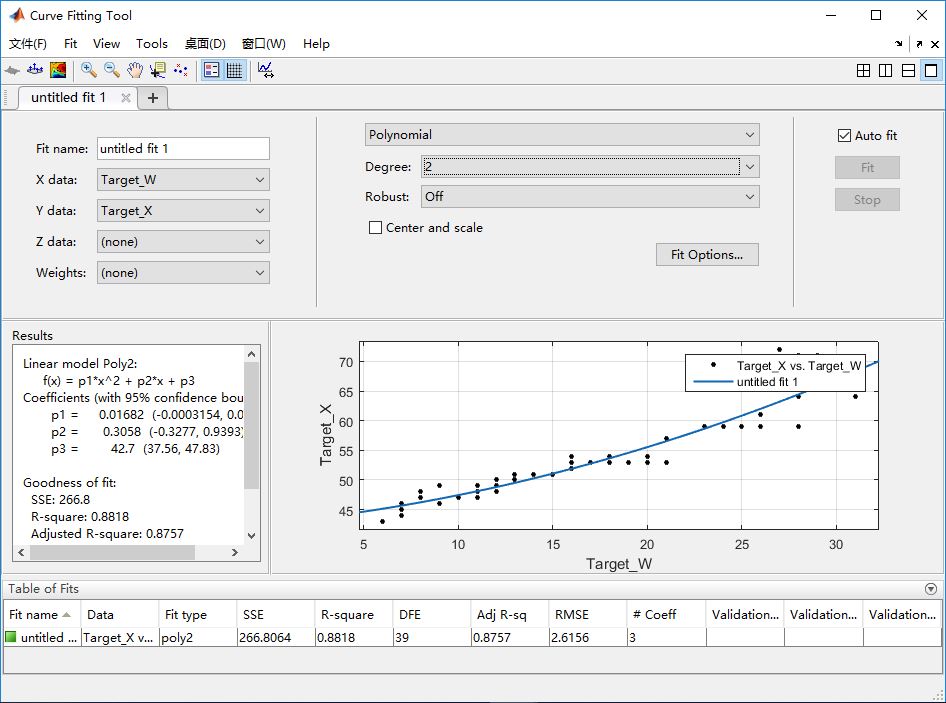 Curve Fitting Tool
文件(F) Fit View Tools 桌面(D) 窗口(W) Help
untitled fit 1
Fit name: untitled fit 1
X data: Target_W
Y data: Target_X
Z data: (none)
Weights: (none)
Polynomial
Degree: 2
Robust: Off
Center and scale
Fit Options...
Auto fit
Fit
Stop
Results
Linear model Poly2:
f(x) = p1*x^2 + p2*x + p3
Coefficients (with 95% confidence bou
p1 = 0.01682 (-0.0003154, 0.0
p2 = 0.3058 (-0.3277, 0.9393)
p3 = 42.7 (37.56, 47.83)
Goodness of fit:
SSE: 266.8
R-square: 0.8818
Adjusted R-square: 0.8757
Target_X vs. Target_W
untitled fit 1
70
65
60
55
50
45
Target_X
5 10 15 20 25 30
Target_W
Table of Fits
Fit name Data Fit type SSE R-square DFE Adj R-sq RMSE # Coeff Validation... Validation... Validation...
untitled ... Target_X v... poly2 266.8064 0.8818 39 0.8757 2.6156 3